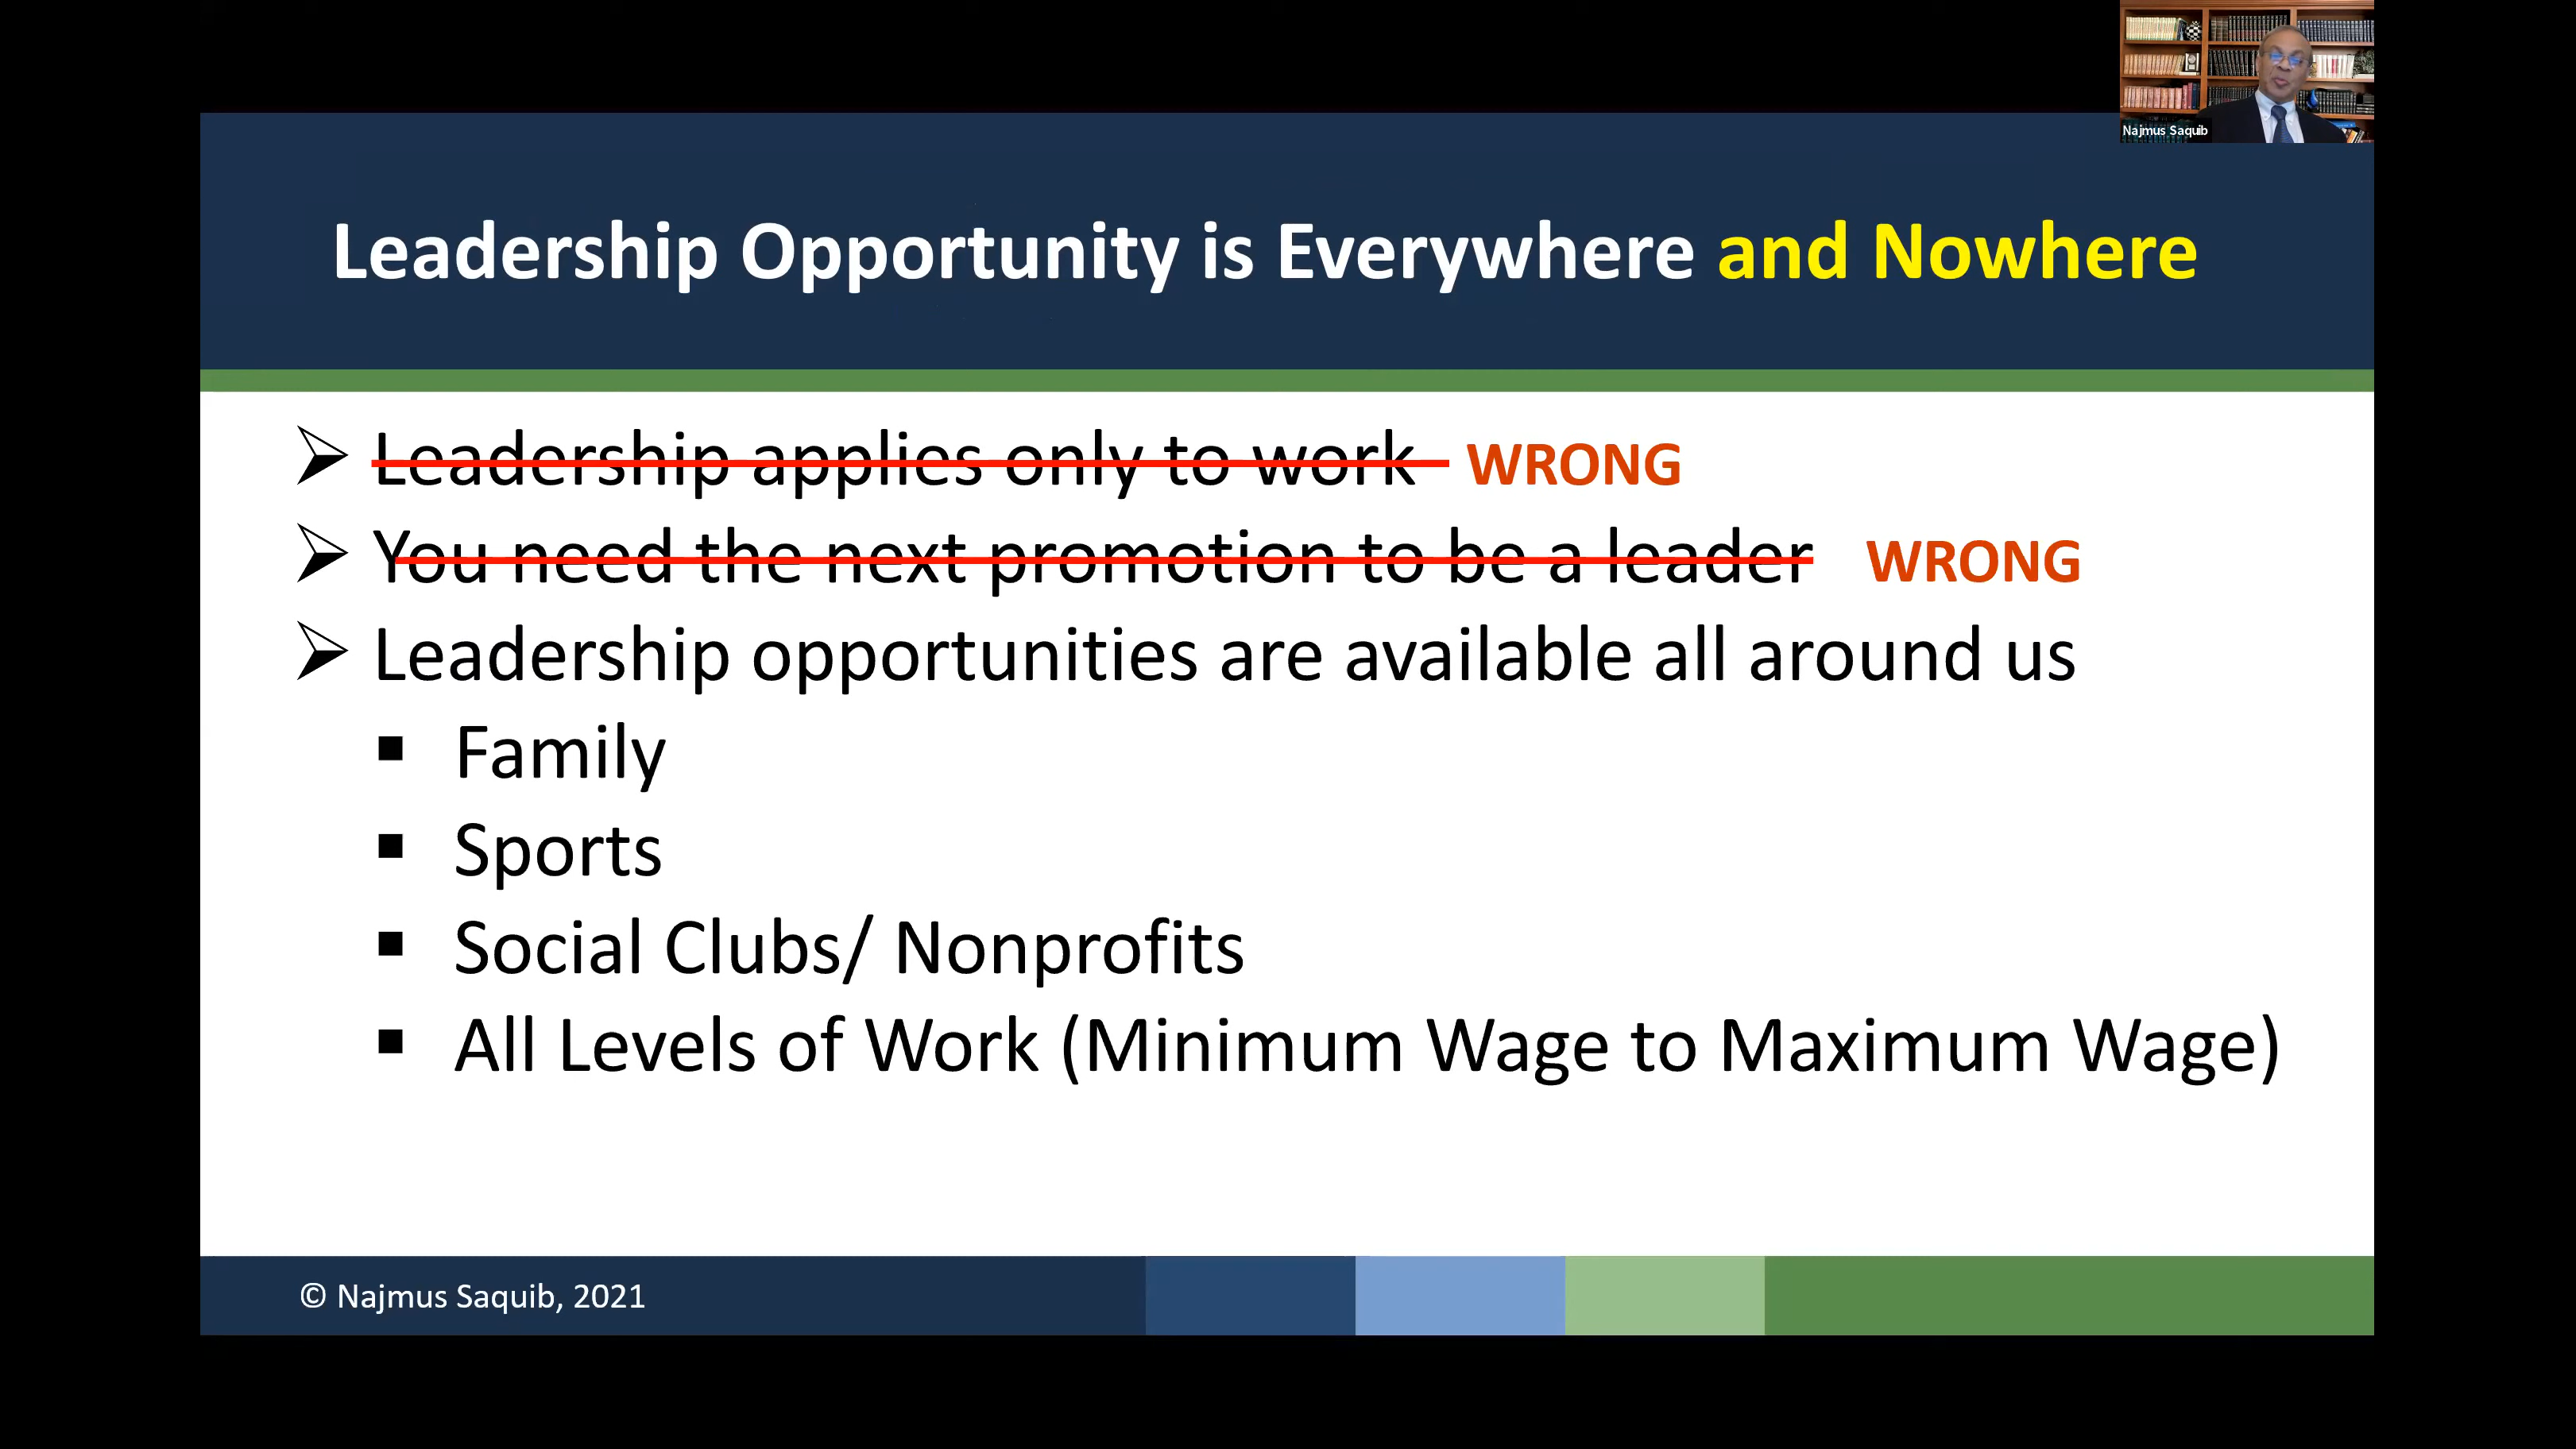 Najmus Saquib
Leadership Opportunity is Everywhere and Nowhere
Leadership applies only to work WRONG
You need the next promotion to be a leader WRONG
Leadership opportunities are available all around us
Family
Sports
Social Clubs/ Nonprofits
All Levels of Work (Minimum Wage to Maximum Wage)
© Najmus Saquib, 2021